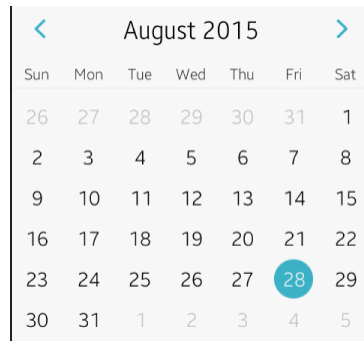 August 2015
Sun Mon Tue Wed Thu Fri Sat
26 27 28 29 30 31 1
2 3 4 5 6 7 8
9 10 11 12 13 14 15
16 17 18 19 20 21 22
23 24 25 26 27 28 29
30 31 1 2 3 4 5